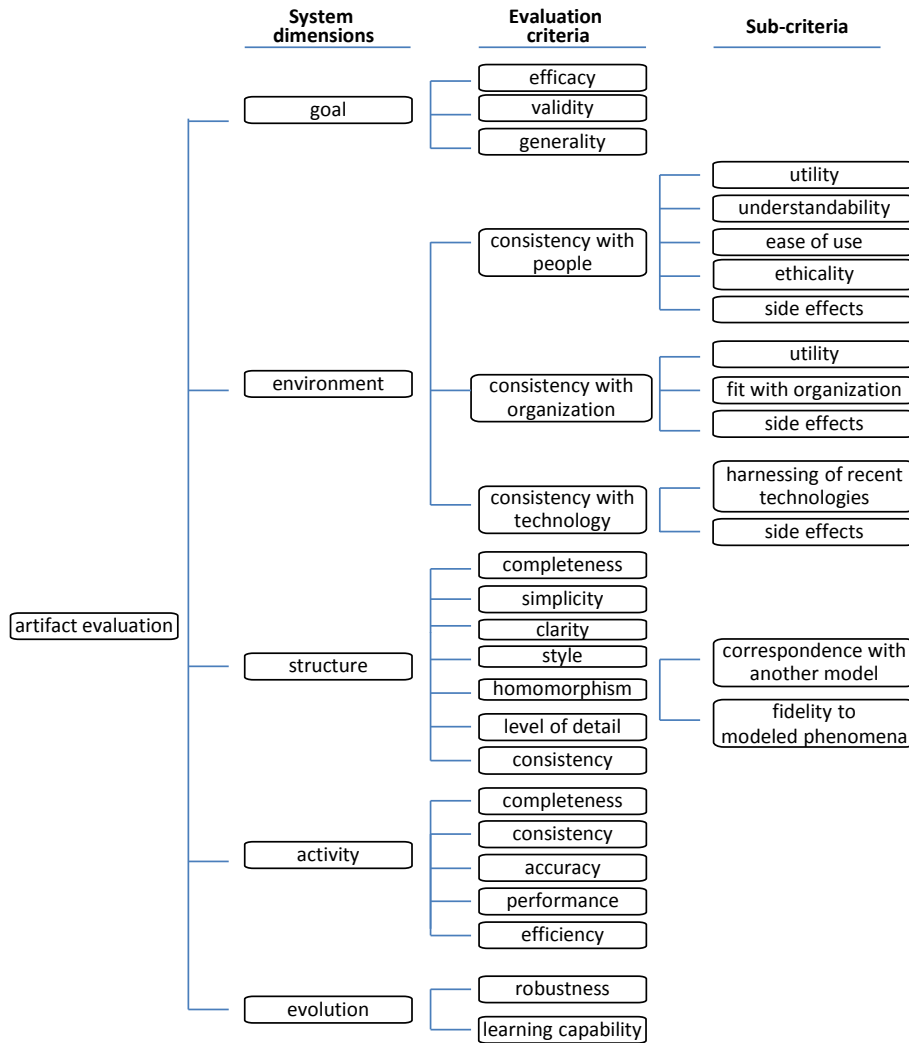 System
dimensions
Evaluation
criteria
Sub-criteria
artifact evaluation
goal
efficacy
validity
generality
environment
consistency with
people
utility
understandability
ease of use
ethicality
side effects
consistency with
organization
utility
fit with organization
side effects
consistency with
technology
harnessing of recent
technologies
side effects
structure
completeness
simplicity
clarity
style
homomorphism
correspondence with
another model
fidelity to
modeled phenomena
level of detail
consistency
activity
completeness
consistency
accuracy
performance
efficiency
evolution
robustness
learning capability